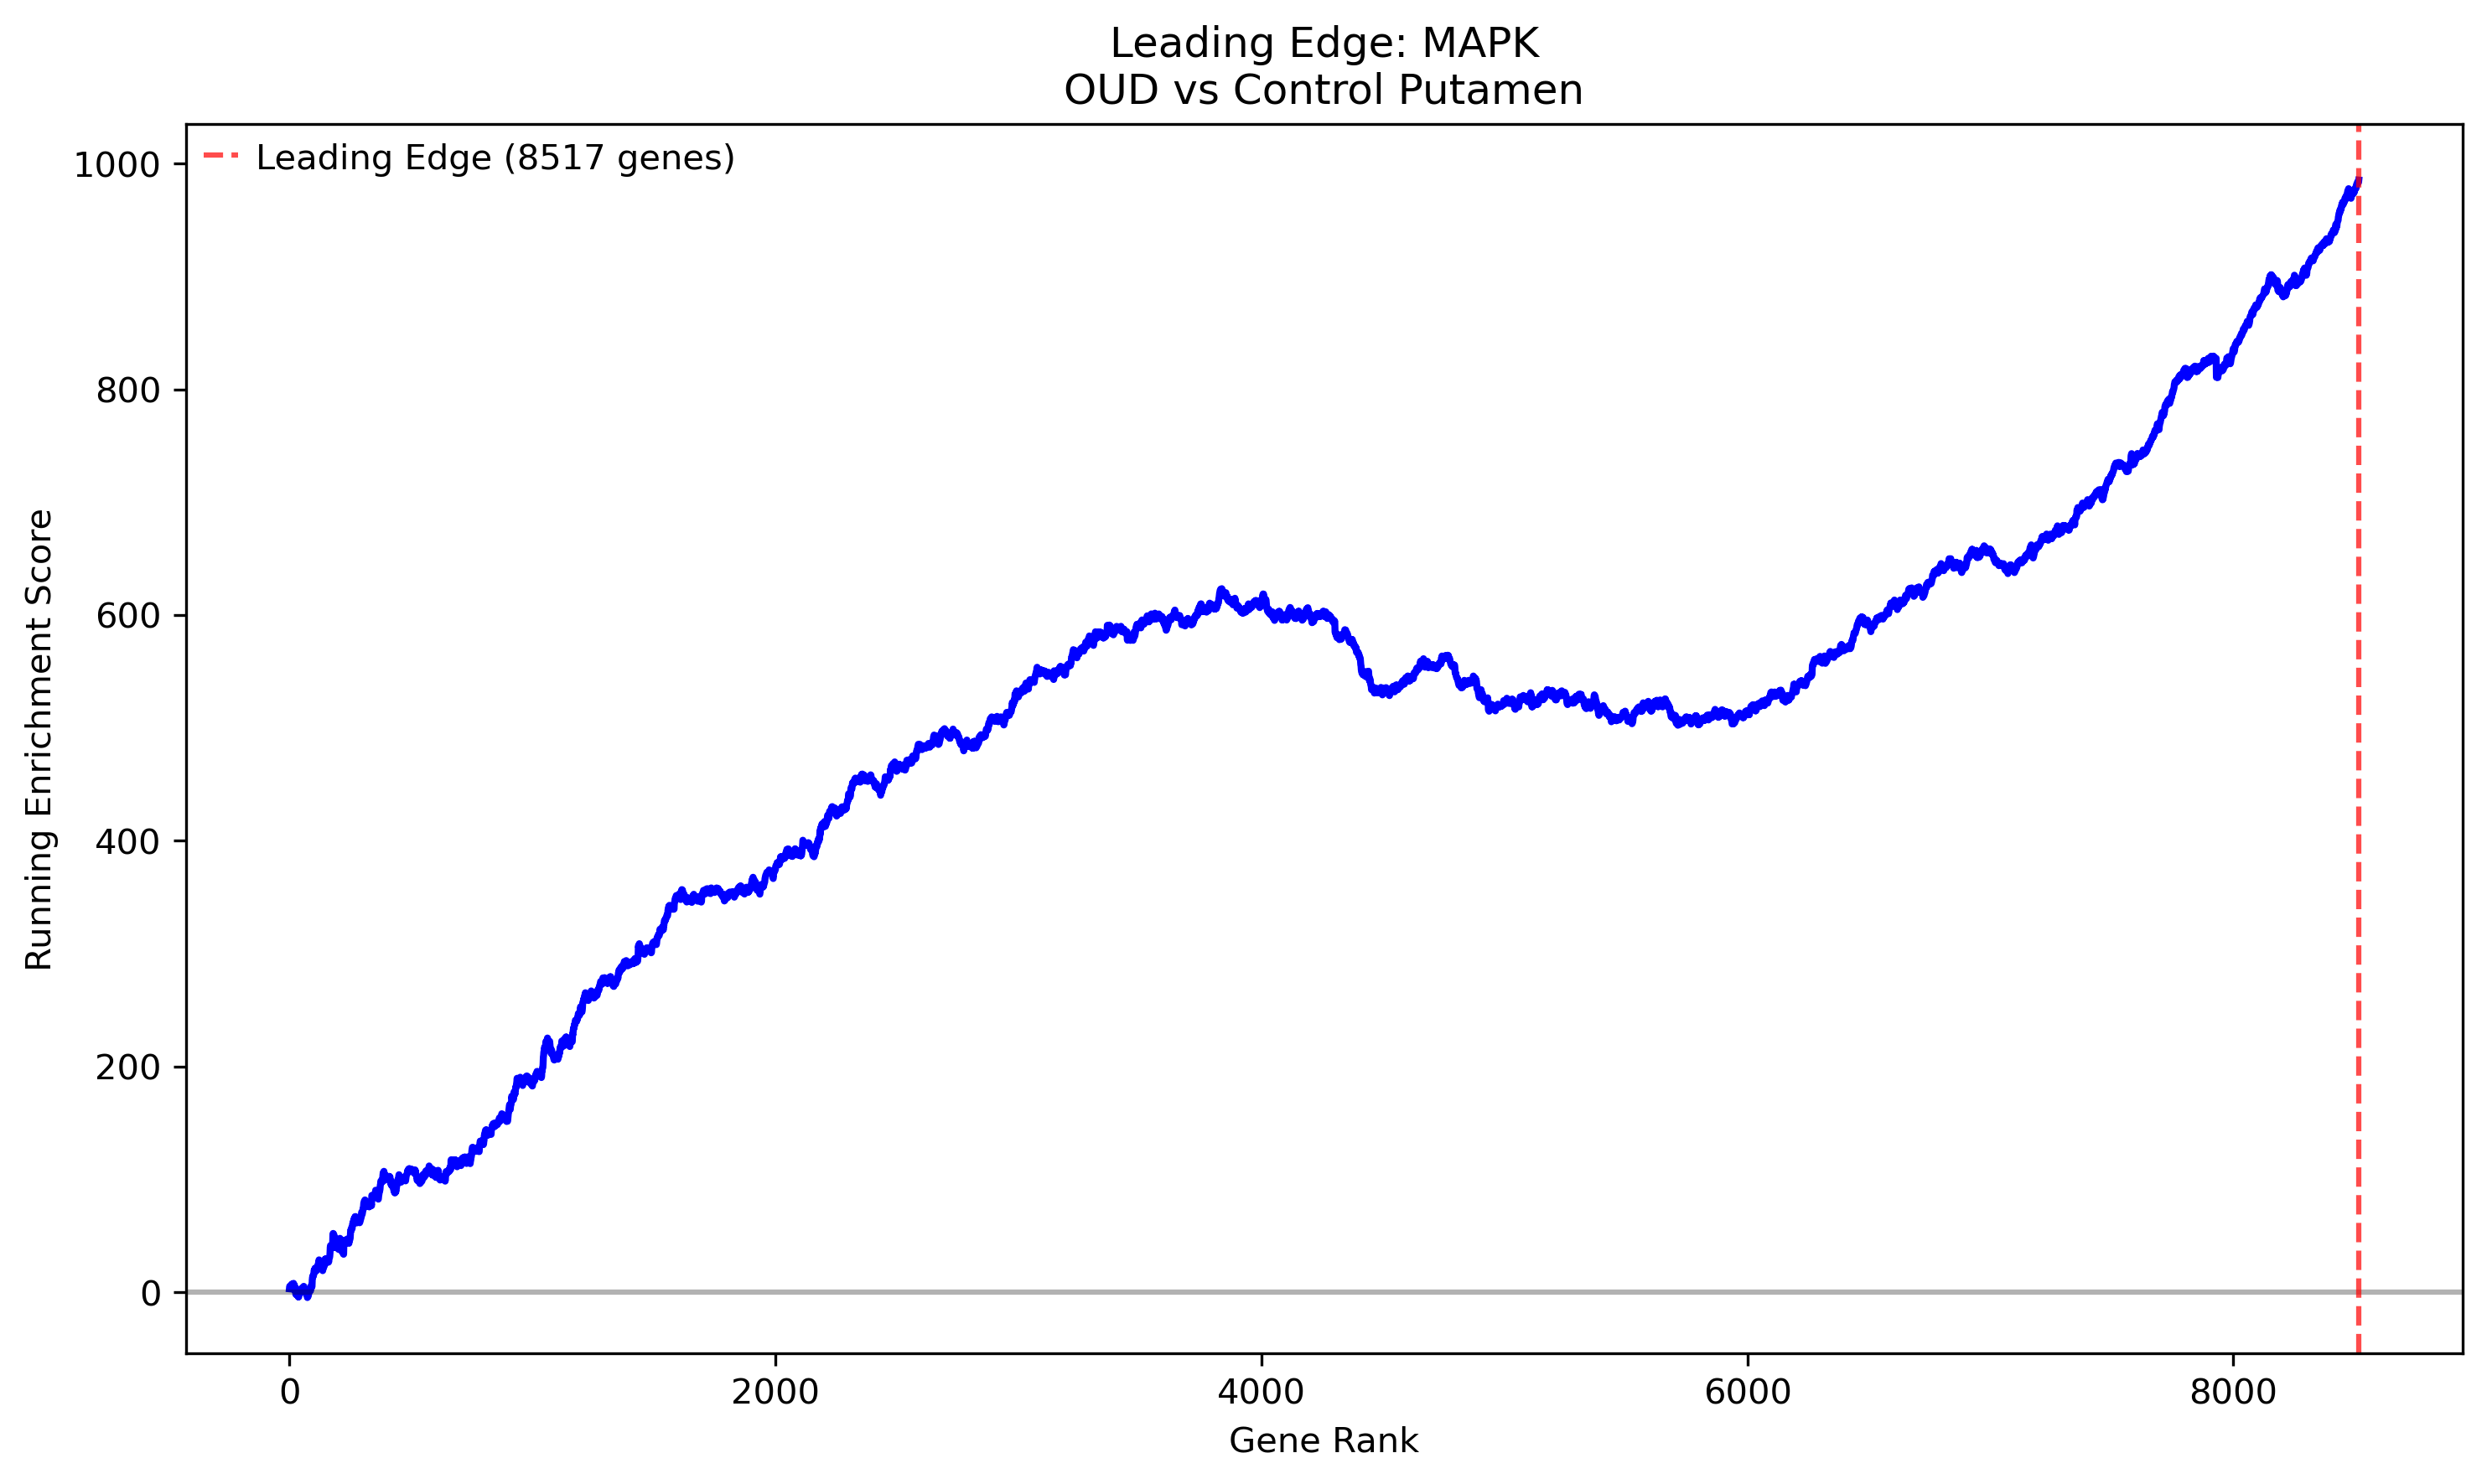 Leading Edge: MAPK
OUD vs Control Putamen
Leading Edge (8517 genes)
Running Enrichment Score
1000
800
600
400
200
0
0 2000 4000 6000 8000
Gene Rank